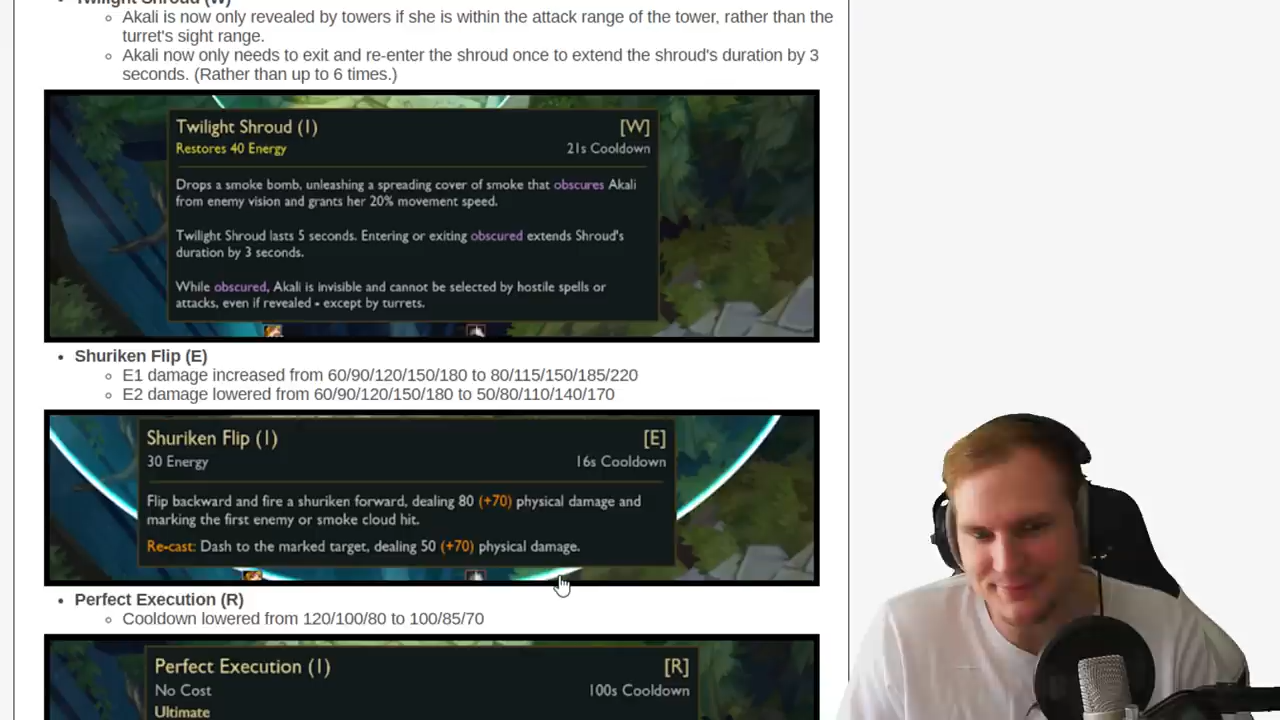 Twilight Shroud (W)
Akali is now only revealed by towers if she is within the attack range of the tower, rather than the
turret's sight range.
Akali now only needs to exit and re-enter the shroud once to extend the shroud's duration by 3
seconds. (Rather than up to 6 times.)
Twilight Shroud (1) [W]
Restores 40 Energy 21s Cooldown
Drops a smoke bomb, unleashing a spreading cover of smoke that obscures Akali
from enemy vision and grants her 20% movement speed.
Twilight Shroud lasts 5 seconds. Entering or exiting obscured extends Shroud's
duration by 3 seconds.
While obscured, Akali is invisible and cannot be selected by hostile spells or
attacks, even if revealed - except by turrets.
Shuriken Flip (E)
E1 damage increased from 60/90/120/150/180 to 80/115/150/185/220
E2 damage lowered from 60/90/120/150/180 to 50/80/110/140/170
Shuriken Flip (1) [E]
30 Energy 16s Cooldown
Flip backward and fire a shuriken forward, dealing 80 (+70) physical damage and
marking the first enemy or smoke cloud hit.
Re-cast: Dash to the marked target, dealing 50 (+70) physical damage.
Perfect Execution (R)
Cooldown lowered from 120/100/80 to 100/85/70
Perfect Execution (1) [R]
No Cost 100s Cooldown
Ultimate